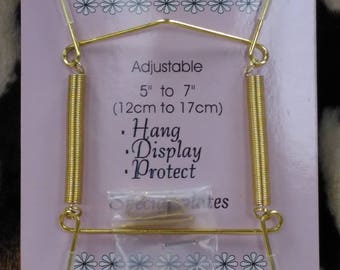 Adjustable
5" to 7"
(12cm to 17cm)
• Hang
• Display
• Protect